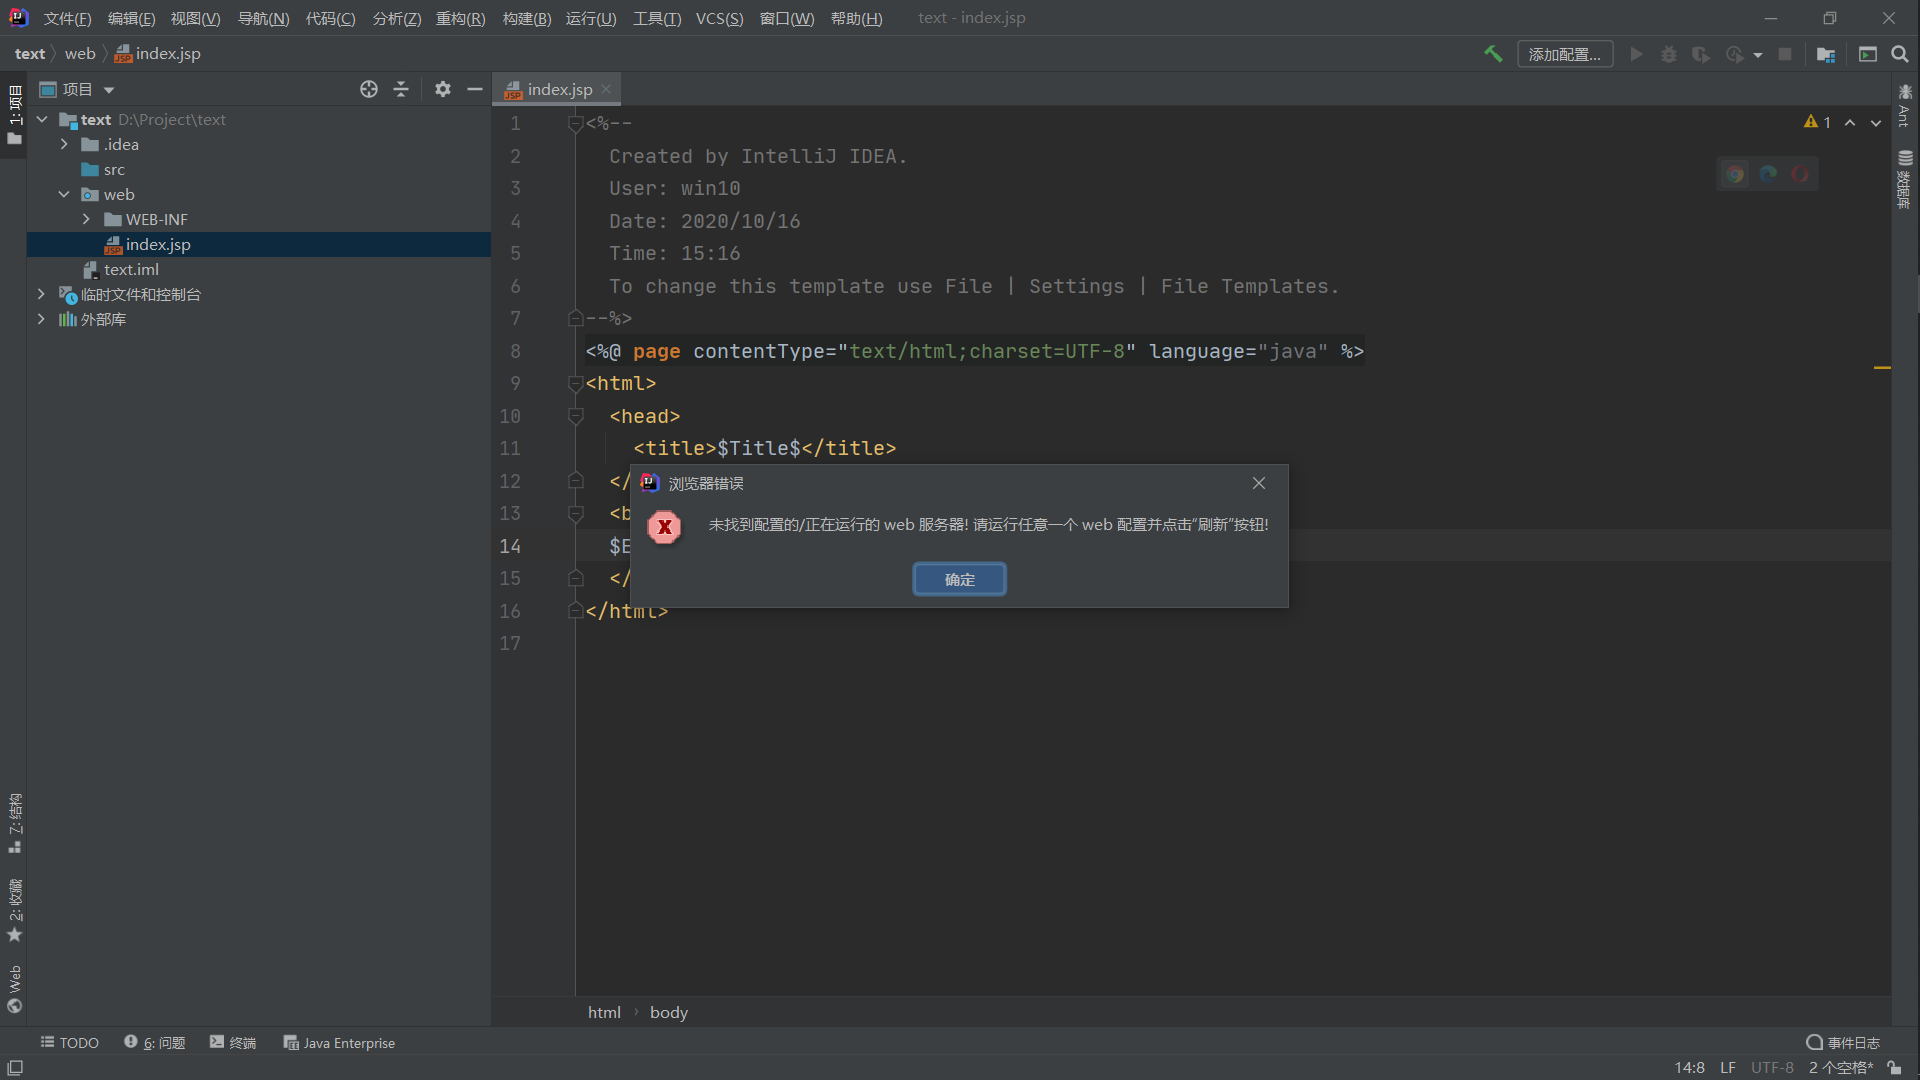 文件(F) 编辑(E) 视图(V) 导航(N) 代码(C) 分析(Z) 重构(R) 构建(B) 运行(U) 工具(T) VCS(S) 窗口(W) 帮助(H) text - index.jsp
text web index.jsp 添加配置...
1: 项目
项目
text D:\Project\text
.idea
src
web
WEB-INF
index.jsp
text.iml
临时文件和控制台
外部库
7: 结构
2: 收藏
Web
index.jsp
1 <%--
2 Created by IntelliJ IDEA.
3 User: win10
4 Date: 2020/10/16
5 Time: 15:16
6 To change this template use File | Settings | File Templates.
7 --%>
8 <%@ page contentType="text/html;charset=UTF-8" language="java" %>
9 <html>
10 <head>
11 <title>$Title$</title>
12 </
13 <b
14 $E
15 </
16 </html>
17
1
Ant
数据库
浏览器错误
未找到配置的/正在运行的 web 服务器! 请运行任意一个 web 配置并点击“刷新”按钮!
确定
html body
TODO 6: 问题 终端 Java Enterprise 事件日志
14:8 LF UTF-8 2 个空格*